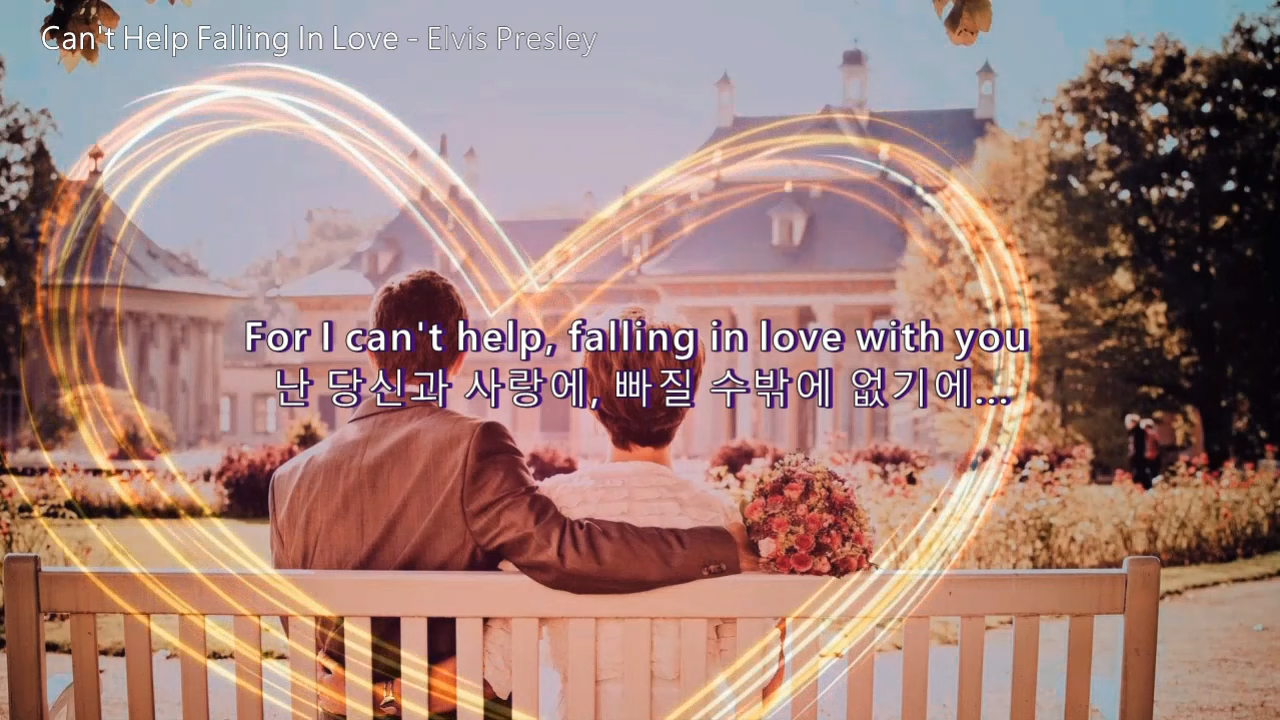 Can't Help Falling In Love - Elvis Presley
For I can't help, falling in love with you
난 당신과 사랑에, 빠질 수밖에 없기에...